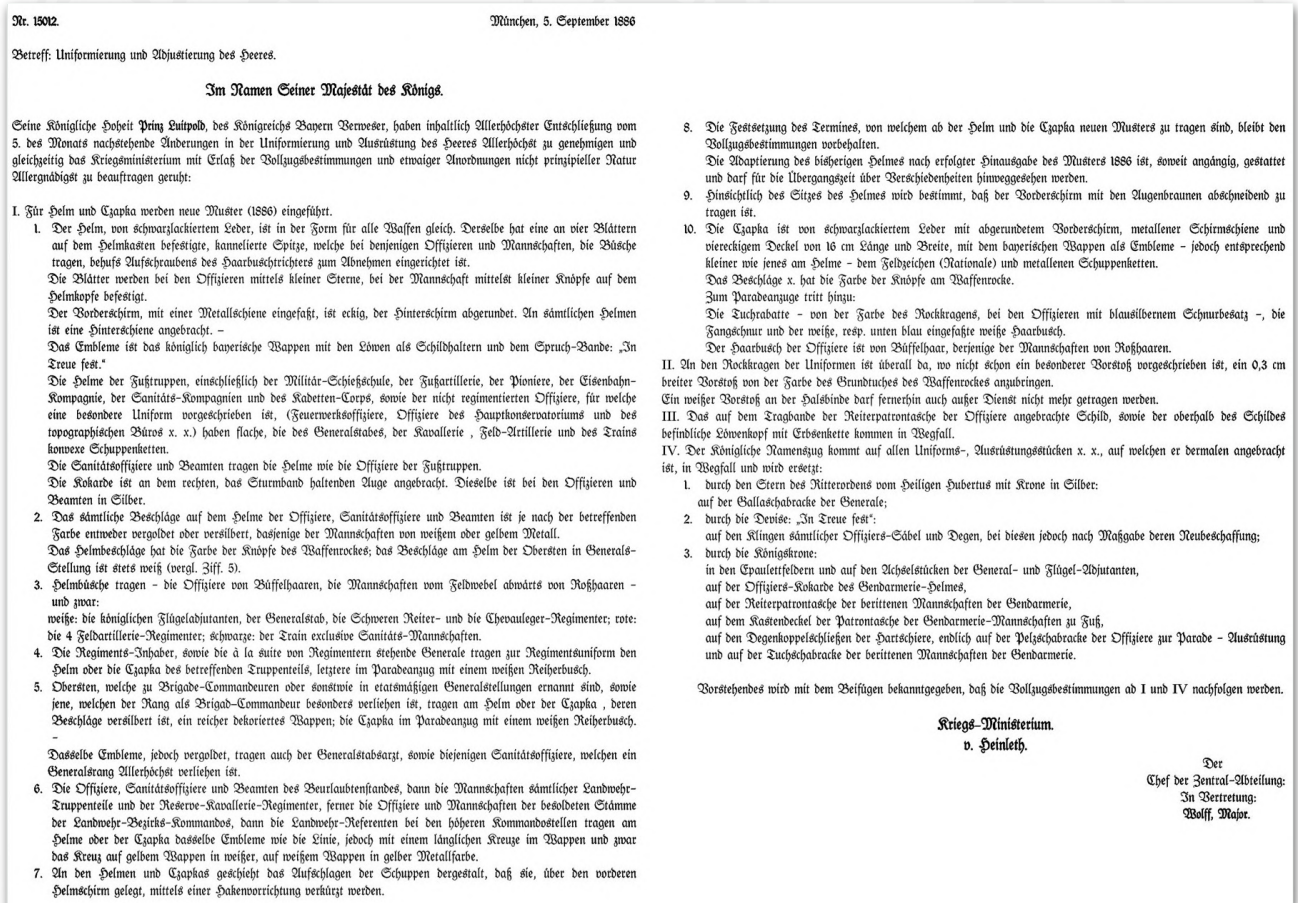 Nr. 15012.
München, 5. September 1886
Betreff: Uniformierung und Adjustierung des Heeres.
Im Namen Seiner Majestät des Königs.
Seine Königliche Hoheit Prinz Luitpold, des Königreichs Bayern Verweser, haben inhaltlich Allerhöchster Entschließung vom
5. des Monats nachstehende Änderungen in der Uniformierung und Ausrüstung des Heeres Allerhöchst zu genehmigen und
gleichzeitig das Kriegsministerium mit Erlaß der Vollzugsbestimmungen und etwaiger Anordnungen nicht prinzipieller Natur
Allergnädigst zu beauftragen geruht:
I. Für Helm und Czapka werden neue Muster (1886) eingeführt.
1. Der Helm, von schwarzlackiertem Leder, ist in der Form für alle Waffen gleich. Derselbe hat eine an vier Blättern
auf dem Helmkasten befestigte, kannelierte Spitze, welche bei denjenigen Offizieren und Mannschaften, die Büsche
tragen, behufs Aufschraubens des Haarbuschtrichters zum Abnehmen eingerichtet ist.
Die Blätter werden bei den Offizieren mittels kleiner Sterne, bei der Mannschaft mittelst kleiner Knöpfe auf dem
Helmkopfe befestigt.
Der Vorderschirm, mit einer Metallschiene eingefaßt, ist eckig, der Hinterschirm abgerundet. An sämtlichen Helmen
ist eine Hinterschiene angebracht. –
Das Embleme ist das königlich bayerische Wappen mit den Löwen als Schildhaltern und dem Spruch-Bande: „In
Treue fest.“
Die Helme der Fußtruppen, einschließlich der Militär-Schießschule, der Fußartillerie, der Pioniere, der Eisenbahn-
Kompagnie, der Sanitäts-Kompagnien und des Kadetten-Corps, sowie der nicht regimentierten Offiziere, für welche
eine besondere Uniform vorgeschrieben ist, (Feuerwerksoffiziere, Offiziere des Hauptkonservatoriums und des
topographischen Büros x. x.) haben flache, die des Generalstabes, der Kavallerie , Feld-Artillerie und des Trains
konvexe Schuppenketten.
Die Sanitätsoffiziere und Beamten tragen die Helme wie die Offiziere der Fußtruppen.
Die Kokarde ist an dem rechten, das Sturmband haltenden Auge angebracht. Dieselbe ist bei den Offizieren und
Beamten in Silber.
2. Das sämtliche Beschläge auf dem Helme der Offiziere, Sanitätsoffiziere und Beamten ist je nach der betreffenden
Farbe entweder vergoldet oder versilbert, dasjenige der Mannschaften von weißem oder gelbem Metall.
Das Helmbeschläge hat die Farbe der Knöpfe des Waffenrockes; das Beschläge am Helm der Obersten in Generals-
Stellung ist stets weiß (vergl. Ziff. 5).
3. Helmbüsche tragen – die Offiziere von Büffelhaaren, die Mannschaften vom Feldwebel abwärts von Roßhaaren –
und zwar:
weiße: die königlichen Flügeladjutanten, der Generalstab, die Schweren Reiter- und die Chevauleger-Regimenter; rote:
die 4 Feldartillerie-Regimenter; schwarze: der Train exclusive Sanitäts-Mannschaften.
4. Die Regiments-Inhaber, sowie die à la suite von Regimentern stehende Generale tragen zur Regimentsuniform den
Helm oder die Czapka des betreffenden Truppenteils, letztere im Paradeanzug mit einem weißen Reiherbusch.
5. Obersten, welche zu Brigade-Commandeuren oder sonstwie in etatsmäßigen Generalstellungen ernannt sind, sowie
jene, welchen der Rang als Brigad-Commandeur besonders verliehen ist, tragen am Helm oder der Czapka , deren
Beschläge versilbert ist, ein reicher dekoriertes Wappen; die Czapka im Paradeanzug mit einem weißen Reiherbusch.
–
Dasselbe Embleme, jedoch vergoldet, tragen auch der Generalstabsarzt, sowie diejenigen Sanitätsoffiziere, welchen ein
Generalsrang Allerhöchst verliehen ist.
6. Die Offiziere, Sanitätsoffiziere und Beamten des Beurlaubtenstandes, dann die Mannschaften sämtlicher Landwehr-
Truppenteile und der Reserve-Kavallerie-Regimenter, ferner die Offiziere und Mannschaften der besoldeten Stämme
der Landwehr-Bezirks-Kommandos, dann die Landwehr-Referenten bei den höheren Kommandostellen tragen am
Helme oder der Czapka dasselbe Embleme wie die Linie, jedoch mit einem länglichen Kreuze im Wappen und zwar
das Kreuz auf gelbem Wappen in weißer, auf weißem Wappen in gelber Metallfarbe.
7. An den Helmen und Czapkas geschieht das Aufschlagen der Schuppen dergestalt, daß sie, über den vorderen
Helmschirm gelegt, mittels einer Hakenvorrichtung verkürzt werden.
8. Die Festsetzung des Termines, von welchem ab der Helm und die Czapka neuen Musters zu tragen sind, bleibt den
Vollzugsbestimmungen vorbehalten.
Die Adaptierung des bisherigen Helmes nach erfolgter Hinausgabe des Musters 1886 ist, soweit angängig, gestattet
und darf für die Übergangszeit über Verschiedenheiten hinweggesehen werden.
9. Hinsichtlich des Sitzes des Helmes wird bestimmt, daß der Vorderschirm mit den Augenbraunen abschneidend zu
tragen ist.
10. Die Czapka ist von schwarzlackiertem Leder mit abgerundetem Vorderschirm, metallener Schirmschiene und
viereckigem Deckel von 16 cm Länge und Breite, mit dem bayerischen Wappen als Embleme – jedoch entsprechend
kleiner wie jenes am Helme – dem Feldzeichen (Nationale) und metallenen Schuppenketten.
Das Beschläge x. hat die Farbe der Knöpfe am Waffenrocke.
Zum Paradeanzuge tritt hinzu:
Die Tuchrabatte – von der Farbe des Rockkragens, bei den Offizieren mit blausilbernem Schnurbesatz –, die
Fangschnur und der weiße, resp. unten blau eingefaßte weiße Haarbusch.
Der Haarbusch der Offiziere ist von Büffelhaar, derjenige der Mannschaften von Roßhaaren.
II. An den Rockkragen der Uniformen ist überall da, wo nicht schon ein besonderer Vorstoß vorgeschrieben ist, ein 0,3 cm
breiter Vorstoß von der Farbe des Grundtuches des Waffenrockes anzubringen.
Ein weißer Vorstoß an der Halsbinde darf fernerhin auch außer Dienst nicht mehr getragen werden.
III. Das auf dem Tragbande der Reiterpatrontasche der Offiziere angebrachte Schild, sowie der oberhalb des Schildes
befindliche Löwenkopf mit Erbsenkette kommen in Wegfall.
IV. Der Königliche Namenszug kommt auf allen Uniforms-, Ausrüstungsstücken x. x., auf welchen er dermalen angebracht
ist, in Wegfall und wird ersetzt:
1. durch den Stern des Ritterordens vom Heiligen Hubertus mit Krone in Silber:
auf der Gallaschabracke der Generale;
2. durch die Devise: „In Treue fest“:
auf den Klingen sämtlicher Offiziers-Säbel und Degen, bei diesen jedoch nach Maßgabe deren Neubeschaffung;
3. durch die Königskrone:
in den Epaulettfeldern und auf den Achselstücken der General- und Flügel-Adjutanten,
auf der Offiziers-Kokarde des Gendarmerie-Helmes,
auf der Reiterpatrontasche der berittenen Mannschaften der Gendarmerie,
auf dem Kastendeckel der Patrontasche der Gendarmerie-Mannschaften zu Fuß,
auf den Degenkoppelschließen der Hartschiere, endlich auf der Pelzschabracke der Offiziere zur Parade – Ausrüstung
und auf der Tuchschabracke der berittenen Mannschaften der Gendarmerie.
Vorstehendes wird mit dem Beifügen bekanntgegeben, daß die Vollzugsbestimmungen ab I und IV nachfolgen werden.
Kriegs-Ministerium.
v. Heinleth.
Der
Chef der Zentral-Abteilung:
In Vertretung:
Wolff, Major.